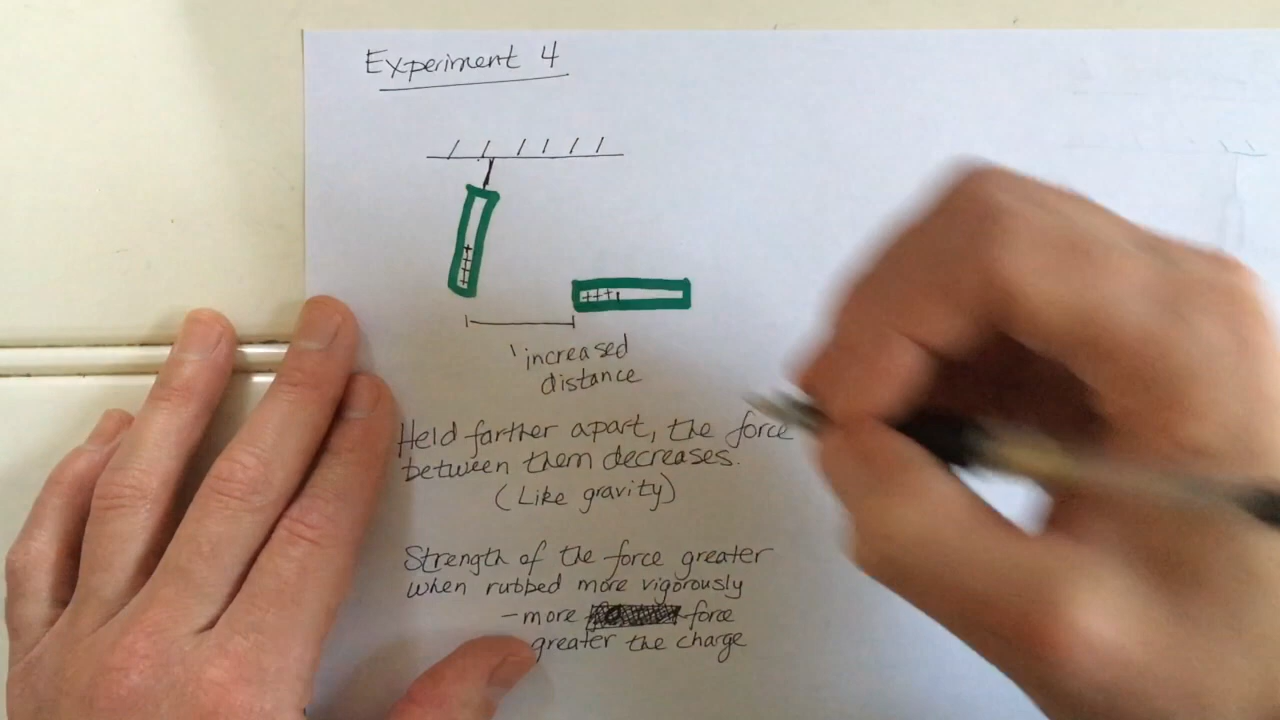 Experiment 4
increased
distance
Held farther apart, the force
between them decreases.
(Like gravity)
Strength of the force greater
when rubbed more vigorously
- more force
greater the charge